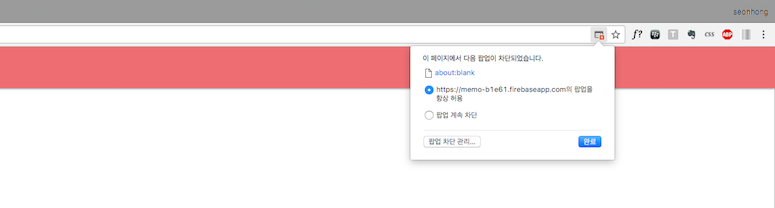 seonhong
f?
T
css
ABP
이 페이지에서 다음 팝업이 차단되었습니다.
about:blank
https://memo-b1e61.firebaseapp.com의 팝업을
항상 허용
팝업 계속 차단
팝업 차단 관리...
완료